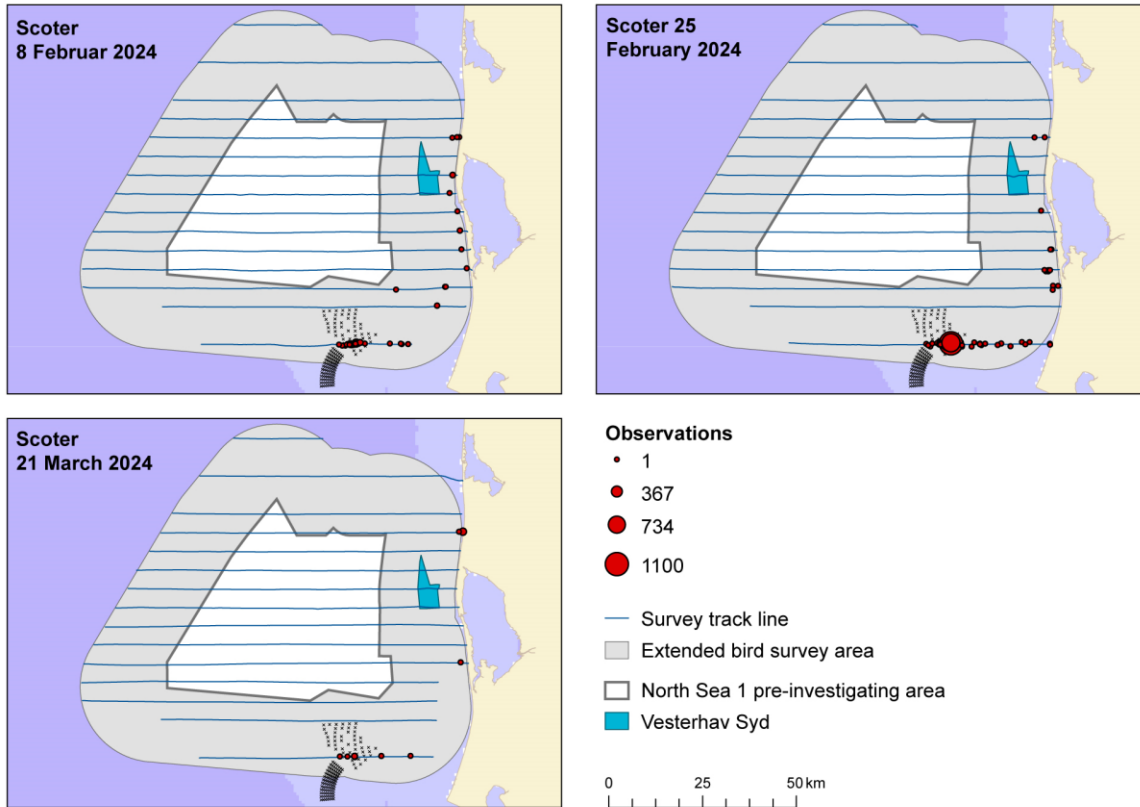 Scoter
8 Februar 2024
Scoter 25
February 2024
Scoter
21 March 2024
Observations
1
367
734
1100
Survey track line
Extended bird survey area
North Sea 1 pre-investigating area
Vesterhav Syd
0 25 50 km